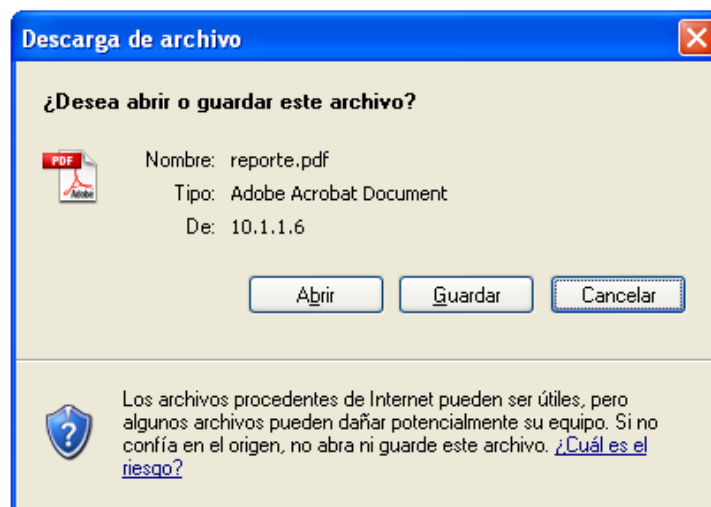 Descarga de archivo
¿Desea abrir o guardar este archivo?
PDF
Adobe
Nombre: reporte.pdf
Tipo: Adobe Acrobat Document
De: 10.1.1.6
Abrir Guardar Cancelar
Los archivos procedentes de Internet pueden ser útiles, pero
algunos archivos pueden dañar potencialmente su equipo. Si no
confía en el origen, no abra ni guarde este archivo. ¿Cuál es el
riesgo?